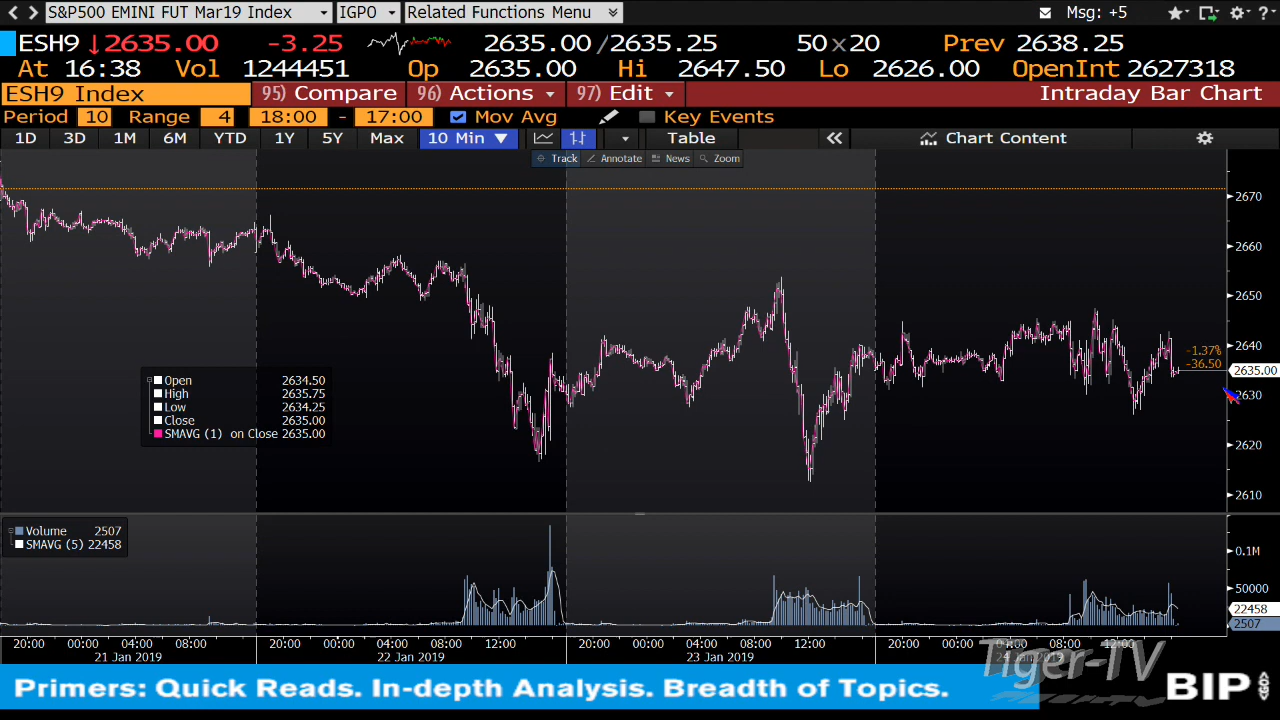 S&P500 EMINI FUT Mar19 Index IGPO Related Functions Menu Msg: +5
ESH9 ↓2635.00 -3.25 2635.00/2635.25 50x20 Prev 2638.25
At 16:38 Vol 1244451 Op 2635.00 Hi 2647.50 Lo 2626.00 OpenInt 2627318
ESH9 Index 95) Compare 96) Actions 97) Edit Intraday Bar Chart
Period 10 Range 4 18:00 - 17:00 Mov Avg Key Events
1D 3D 1M 6M YTD 1Y 5Y Max 10 Min ▼ Table « Chart Content
Track Annotate News Zoom
2670
2660
2650
2640
-1.37%
-36.50
2635.00
2630
2620
2610
Open 2634.50
High 2635.75
Low 2634.25
Close 2635.00
SMAVG (1) on Close 2635.00
Volume 2507
SMAVG (5) 22458
0.1M
50000
22458
2507
20:00 00:00 04:00 08:00 20:00 00:00 04:00 08:00 12:00 20:00 00:00 04:00 08:00 12:00 20:00 00:00 04:00 08:00 12:00
21 Jan 2019 22 Jan 2019 23 Jan 2019 24 Jan 2019
Tiger-TV
Primers: Quick Reads. In-depth Analysis. Breadth of Topics.
BIP